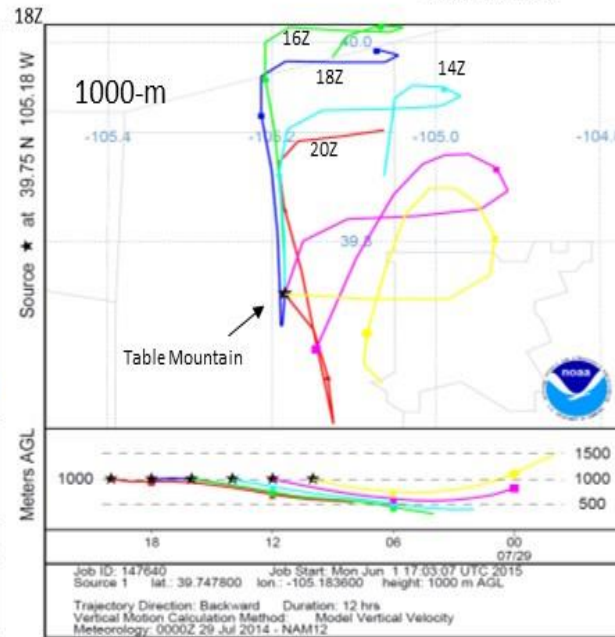 18Z
16Z
40.0
18Z
14Z
1000-m
-105.4
-105.2
-105.0
20Z
Source ★ at 39.75 N 105.18 W
Table Mountain
noaa
Meters AGL
1000
1500
1000
500
18
12
06
00
07/29
Job ID: 147640 Job Start: Mon Jun 1 17:03:07 UTC 2015
Source 1 lat.: 39.747800 lon.: -105.183600 height: 1000 m AGL
Trajectory Direction: Backward Duration: 12 hrs
Vertical Motion Calculation Method: Model Vertical Velocity
Meteorology: 0000Z 29 Jul 2014 - NAM12